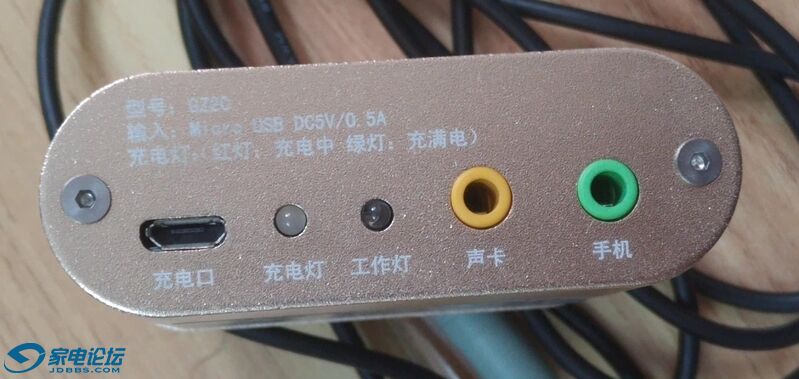 型号：GZ2C
输入：Micro USB DC5V/0.5A
充电灯：(红灯：充电中 绿灯：充满电)
充电口
充电灯
工作灯
声卡
手机
家电论坛
JDBBS.COM